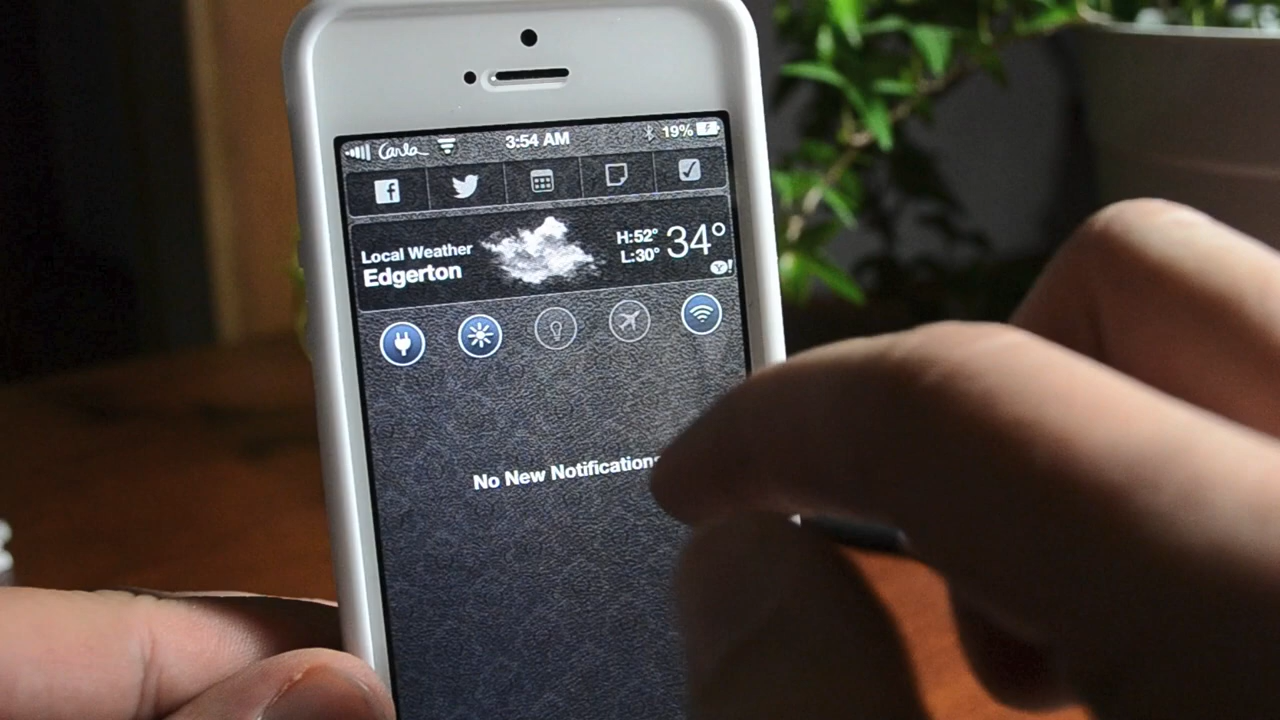 Carla 3:54 AM 19%
Local Weather
Edgerton
H:52°
L:30°
34°
Y!
No New Notifications